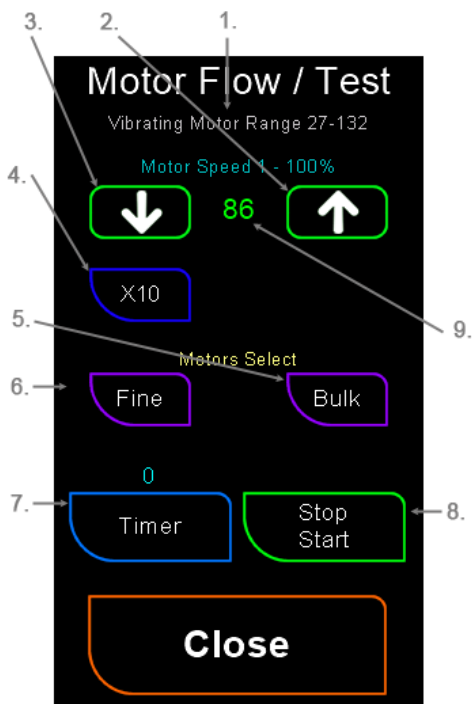 1.
2.
3.
Motor Flow / Test
Vibrating Motor Range 27-132
Motor Speed 1 - 100%
4.
86
X10
5.
9.
Motors Select
6.
Fine
Bulk
0
7.
Timer
Stop
Start
8.
Close